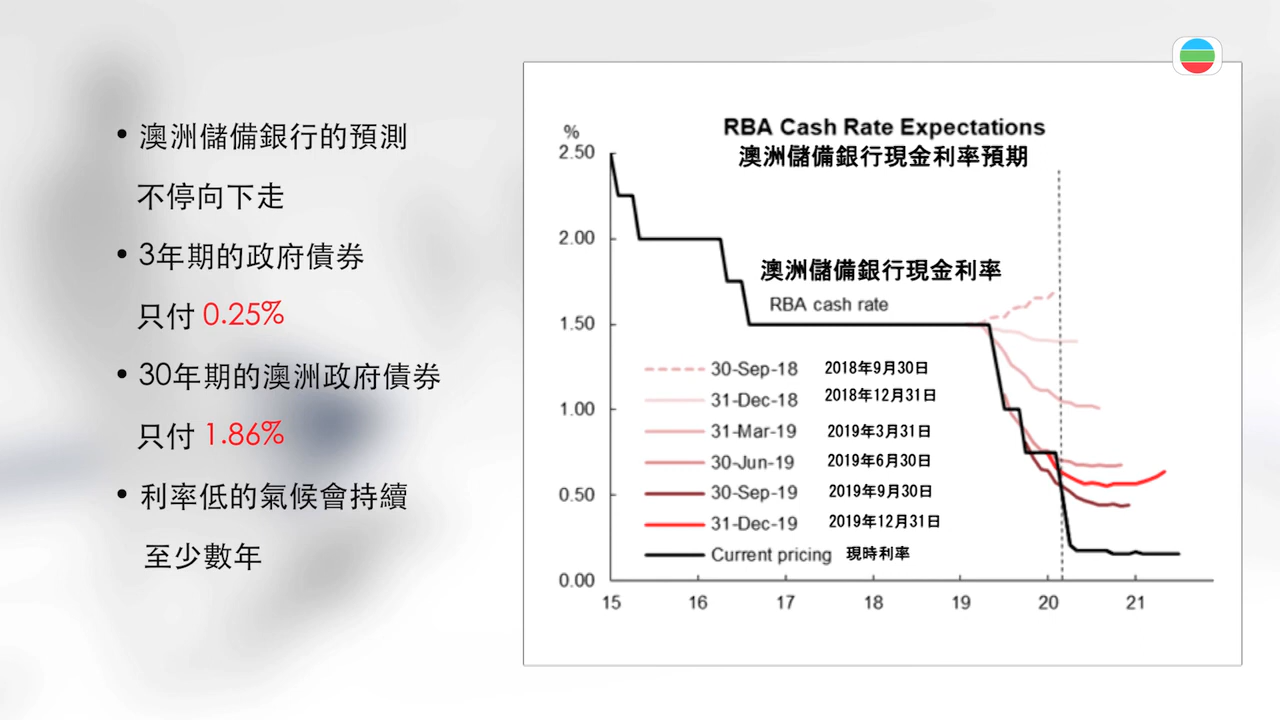 • 澳洲儲備銀行的預測
不停向下走
• 3年期的政府債券
只付 0.25%
• 30年期的澳洲政府債券
只付 1.86%
• 利率低的氣候會持續
至少數年
RBA Cash Rate Expectations
澳洲儲備銀行現金利率預期
%
2.50
2.00
1.50
1.00
0.50
0.00
澳洲儲備銀行現金利率
RBA cash rate
30-Sep-18 2018年9月30日
31-Dec-18 2018年12月31日
31-Mar-19 2019年3月31日
30-Jun-19 2019年6月30日
30-Sep-19 2019年9月30日
31-Dec-19 2019年12月31日
Current pricing 現時利率
15 16 17 18 19 20 21